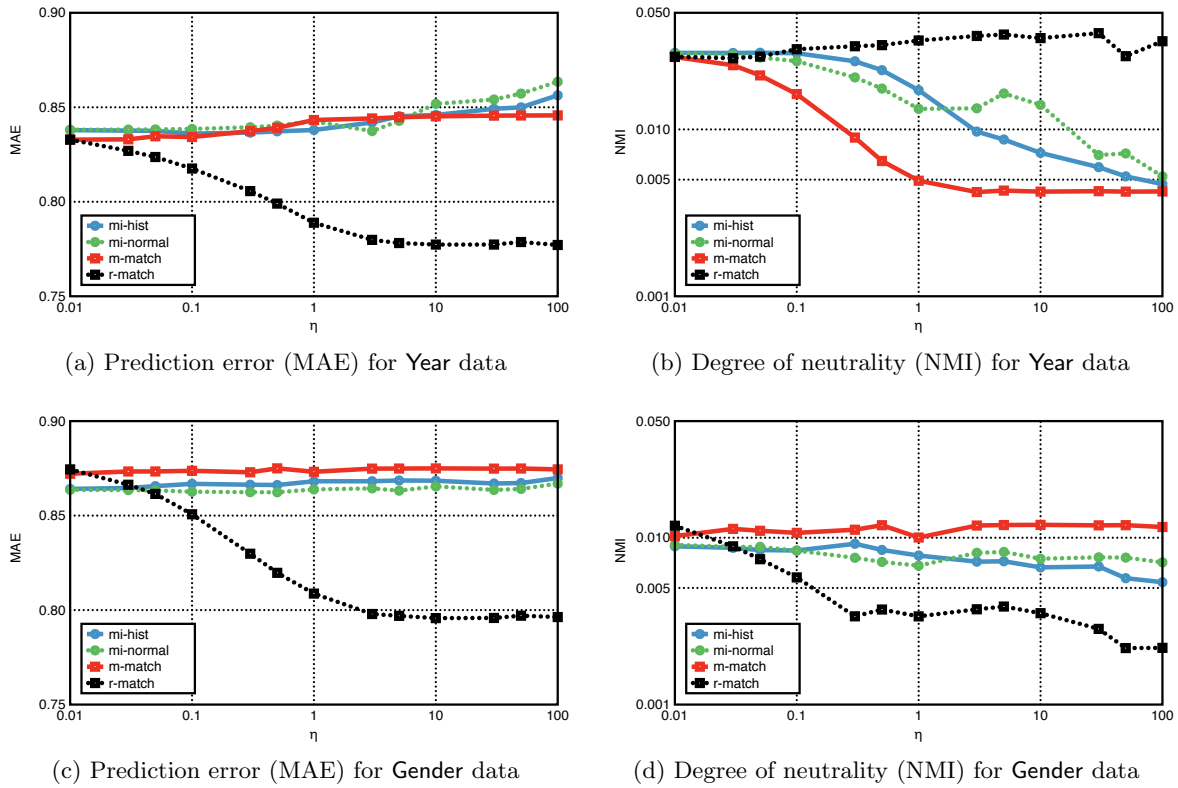 0.90
0.85
0.80
0.75
MAE
0.01
0.1
1
10
100
η
mi-hist
mi-normal
m-match
r-match
(a) Prediction error (MAE) for Year data
0.050
0.010
0.005
0.001
NMI
0.01
0.1
1
10
100
η
mi-hist
mi-normal
m-match
r-match
(b) Degree of neutrality (NMI) for Year data
0.90
0.85
0.80
0.75
MAE
0.01
0.1
1
10
100
η
mi-hist
mi-normal
m-match
r-match
(c) Prediction error (MAE) for Gender data
0.050
0.010
0.005
0.001
NMI
0.01
0.1
1
10
100
η
mi-hist
mi-normal
m-match
r-match
(d) Degree of neutrality (NMI) for Gender data